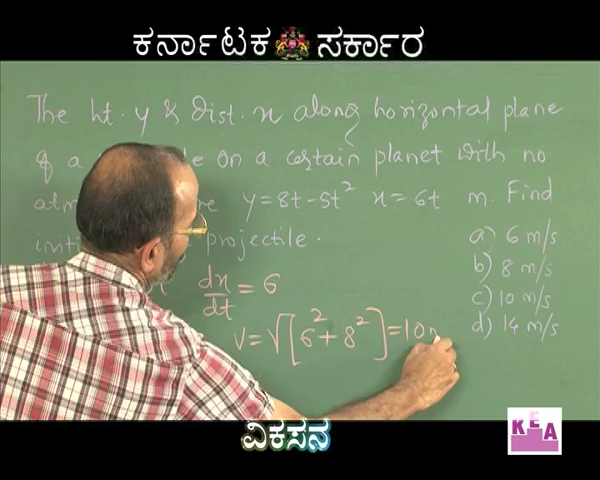 ಕರ್ನಾಟಕ ಸರ್ಕಾರ
The ht. y & dist. x along horizontal plane
of a on a certain planet with no
y=8t-5t² x=6t m. Find
projectile.
a) 6 m/s
b) 8 m/s
c) 10 m/s
d) 14 m/s
dx/dt = 6
V=√[6²+8²]=10
ವಿಕಸನ
KEA